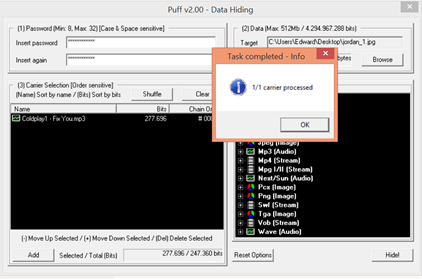 Puff v2.00 - Data Hiding
(1) Password (Min: 8, Max: 32) [Case & Space sensitive]
Insert password
************
Insert again
************
(2) Data (Max: 512Mb / 4.294.967.288 bits)
Target C:\Users\Edward\Desktop\jordan_1.jpg
bytes
Browse
Task completed - Info
1/1 carrier processed
OK
(3) Carrier Selection [Order sensitive]
(Name) Sort by name / (Bits) Sort by bits
Shuffle
Clear
Name Bits Chain
Coldplay1 - Fix You.mp3 277.696
(-) Move Up Selected / (+) Move Down Selected / (Del) Delete Selected
Add
Selected / Total (Bits)
277.696 / 247.360 bits
Jpeg (Image)
Mp3 (Audio)
Mp4 (Stream)
Mpg I/II (Stream)
Next/Sun (Audio)
Pcx (Image)
Png (Image)
Swf (Stream)
Tga (Image)
Vob (Stream)
Wave (Audio)
Reset Options
Hide!